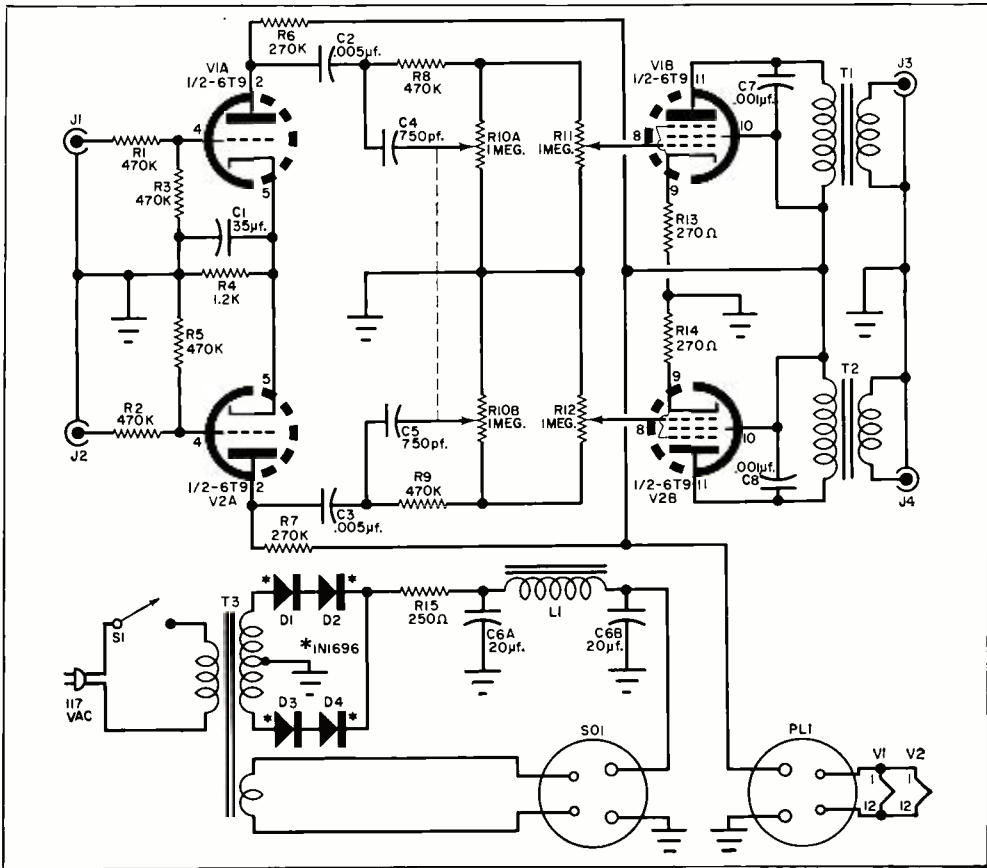 R6
270K
C2
.005µf.
V1A
1/2-6T9 2
R8
470K
V1B
1/2-6T9 11
C7
.001µf.
T1
J3
J1
4
R1
470K
R3
470K
5
C4
750pf.
R10A
1MEG.
R11
1MEG.
8
10
9
C1
35µf.
R4
1.2K
R13
270Ω
R5
470K
R14
270Ω
T2
5
9
R2
470K
4
J2
C5
750pf.
R10B
1MEG.
R12
1MEG.
8
10
.001µf.
C8
1/2-6T9 2
V2A
R9
470K
1/2-6T9 11
V2B
J4
C3
.005µf.
R7
270K
T3
*
*
D1
D2
R15
250Ω
L1
S1
*1N1696
C6A
20µf.
C6B
20µf.
117
VAC
D3
D4
*
*
SO1
PL1
V1
V2
1
1
12
12